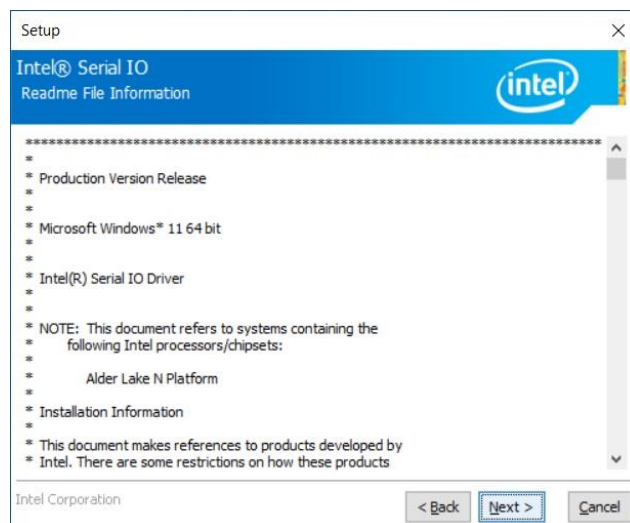 Setup
Intel® Serial IO
Readme File Information
intel
***************************************************************************
*
* Production Version Release
*
*
* Microsoft Windows* 11 64 bit
*
*
* Intel(R) Serial IO Driver
*
*
* NOTE: This document refers to systems containing the
* following Intel processors/chipsets:
*
* Alder Lake N Platform
*
* Installation Information
*
* This document makes references to products developed by
* Intel. There are some restrictions on how these products
Intel Corporation
< Back Next > Cancel